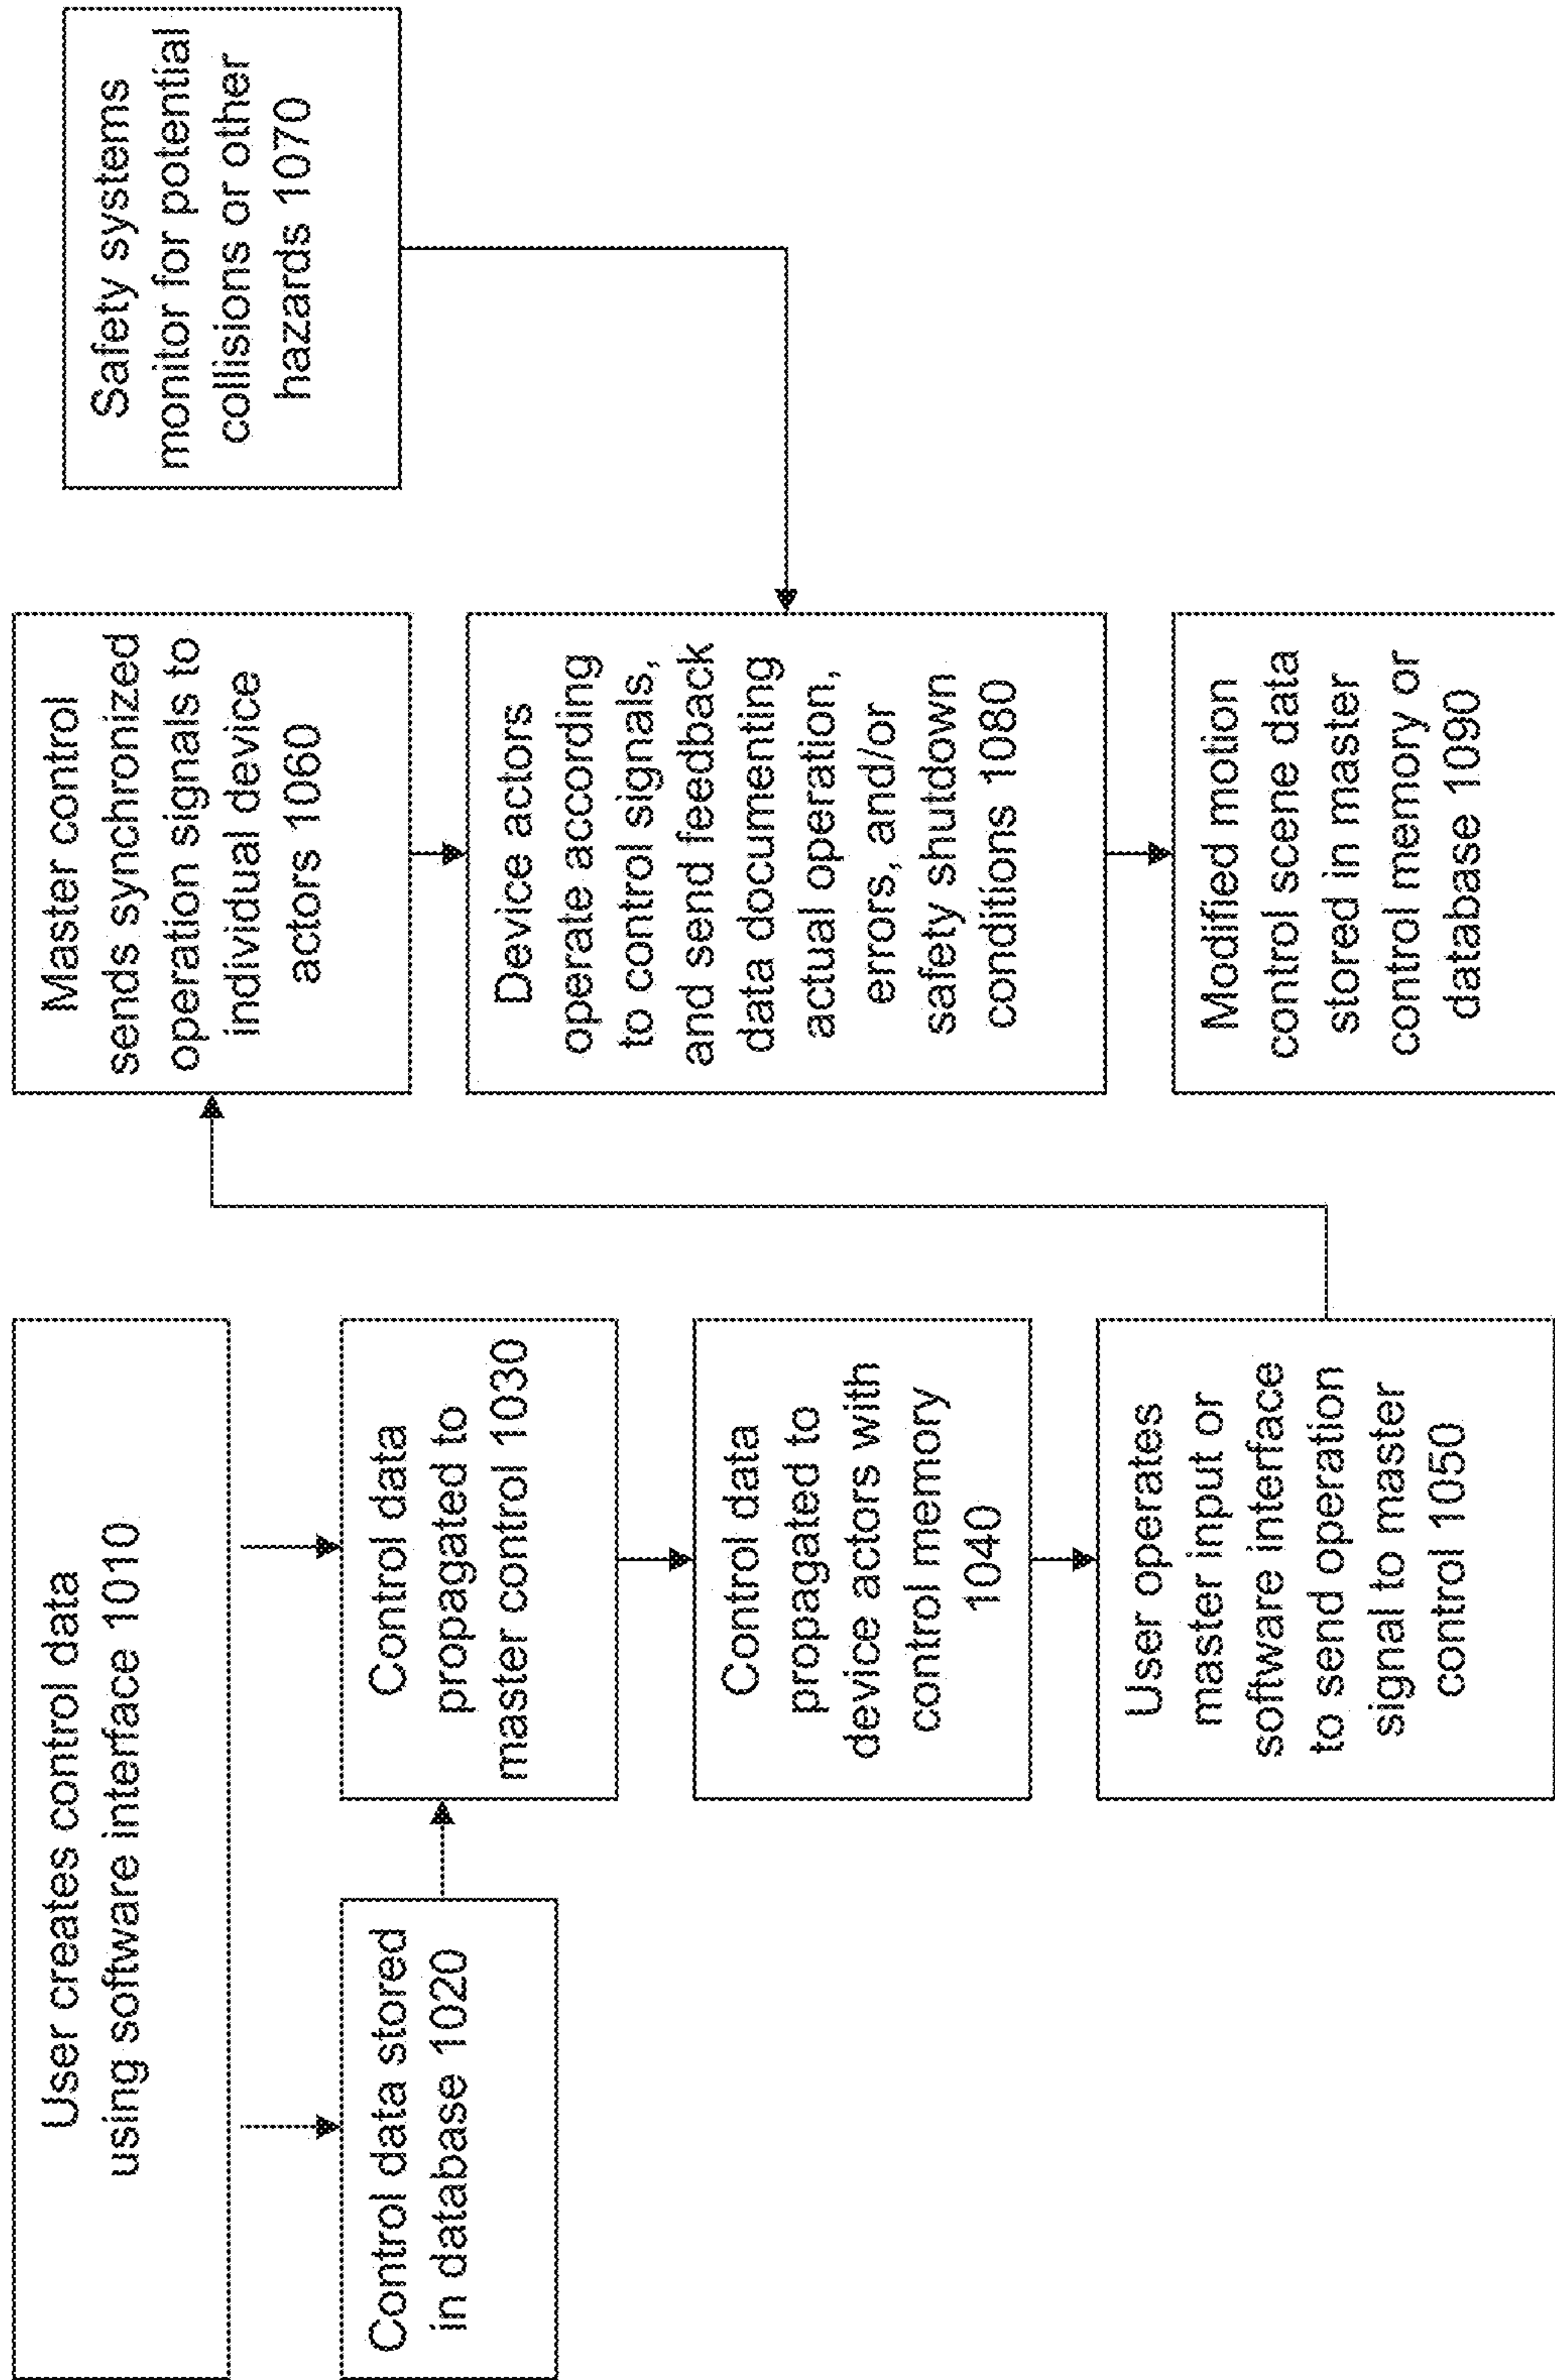 User creates control data
using software interface 1010
Control data stored
in database 1020
Control data
propagated to
master control 1030
Control data
propagated to
device actors with
control memory
1040
User operates
master input or
software interface
to send operation
signal to master
control 1050
Master control
sends synchronized
operation signals to
individual device
actors 1060
Safety systems
monitor for potential
collisions or other
hazards 1070
Device actors
operate according
to control signals,
and send feedback
data documenting
actual operation,
errors, and/or
safety shutdown
conditions 1080
Modified motion
control scene data
stored in master
control memory or
database 1090